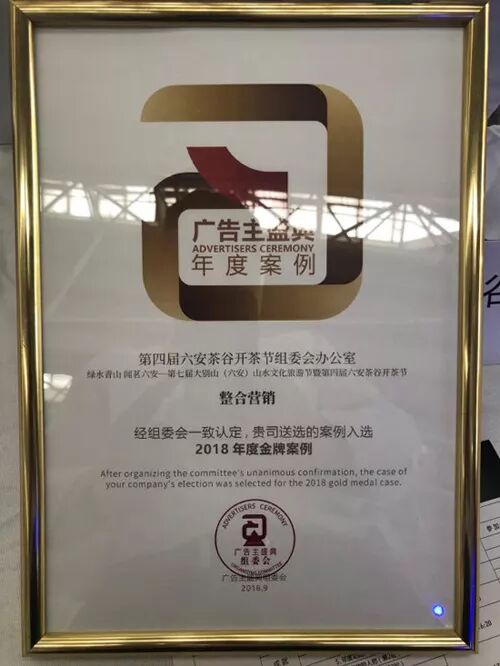 广告主盛典
ADVERTISERS CEREMONY
年度案例
第四届六安茶谷开茶节组委会办公室
绿水青山 闻茗六安—第七届大别山（六安）山水文化旅游节暨第四届六安茶谷开茶节
整合营销
经组委会一致认定，贵司送选的案例入选
2018 年度金牌案例
After organizing the committee's unanimous confirmation, the case of
your company's election was selected for the 2018 gold medal case.
ADVERTISERS CEREMONY
广告主盛典
组委会
ORGANIZING COMMITTEE
广告主盛典组委会
2018.9
谷
参加